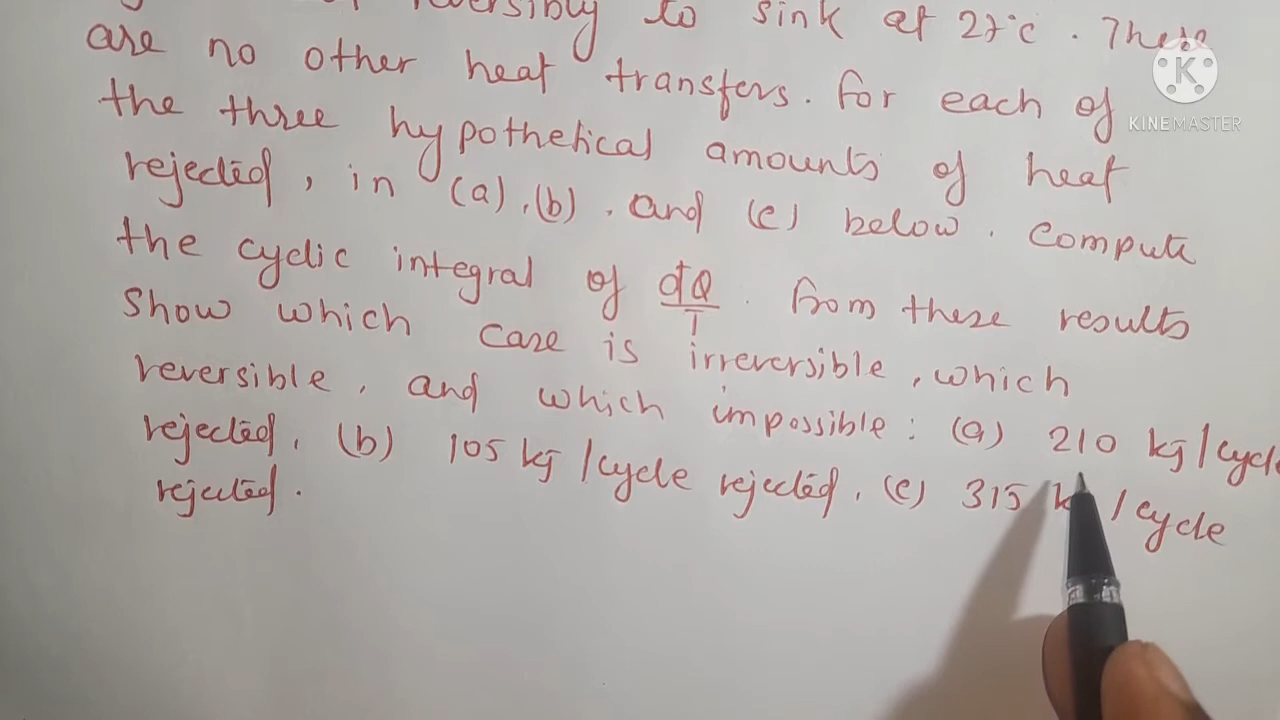 reversibly to sink at 27°c. These
are no other heat transfers. for each of
the three hypothetical amounts of heat
rejected, in (a),(b). and (c) below. compute
the cyclic integral of dQ/T. from these results
show which case is irreversible, which
reversible, and which impossible: (a) 210 kj/cycle
rejected. (b) 105 kj/cycle rejected. (c) 315 k /cycle
rejected.
KINEMASTER